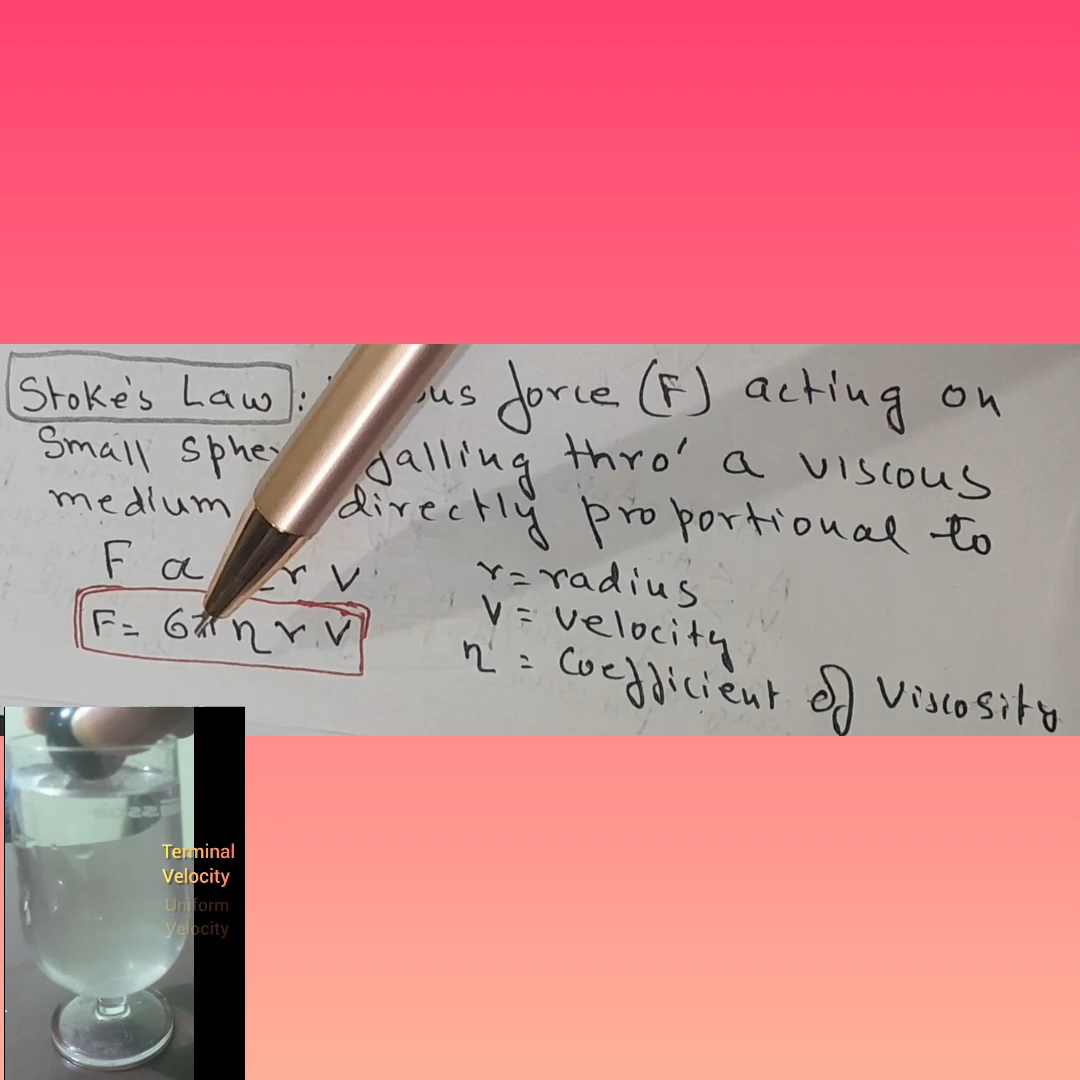 Stoke's Law : ous force (F) acting on
Small sphe falling thro' a viscous
medium directly proportional to
F α r v
r = radius
F = 6πηrv
v = velocity
η = coefficient of viscosity
Terminal
Velocity
Uniform
Velocity